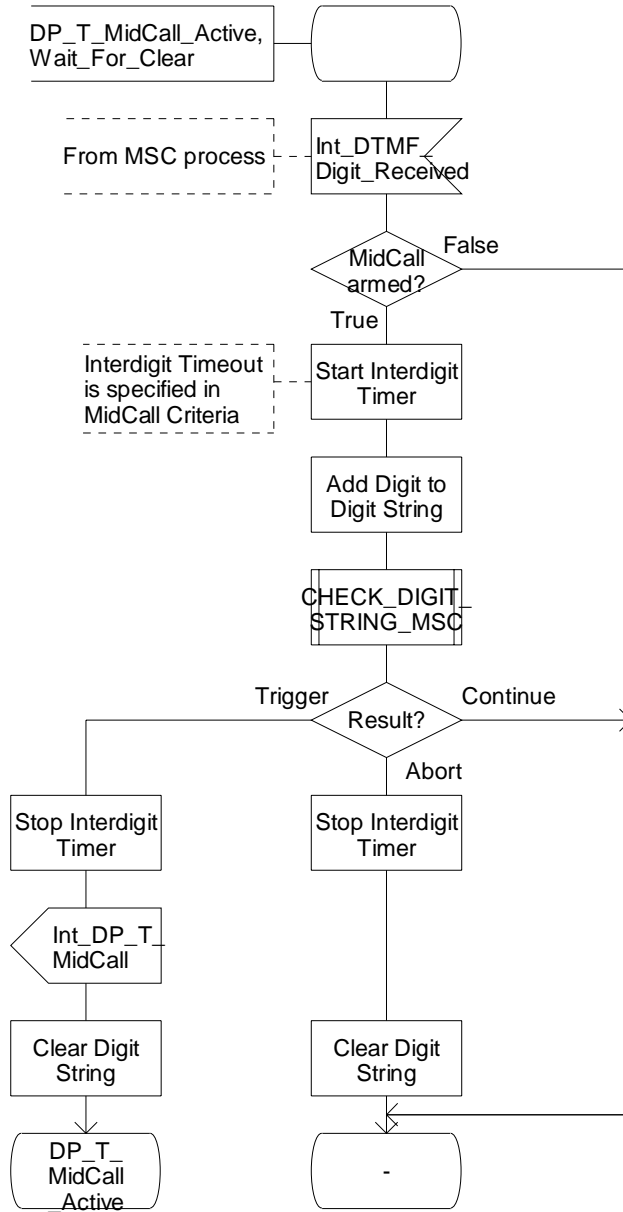 DP_T_MidCall_Active,
Wait_For_Clear
From MSC process
Int_DTMF_
Digit_Received
MidCall
armed?
False
True
Interdigit Timeout
is specified in
MidCall Criteria
Start Interdigit
Timer
Add Digit to
Digit String
CHECK_DIGIT_
STRING_MSC
Trigger
Result?
Continue
Abort
Stop Interdigit
Timer
Stop Interdigit
Timer
Int_DP_T_
MidCall
Clear Digit
String
Clear Digit
String
DP_T_
MidCall
_Active
-